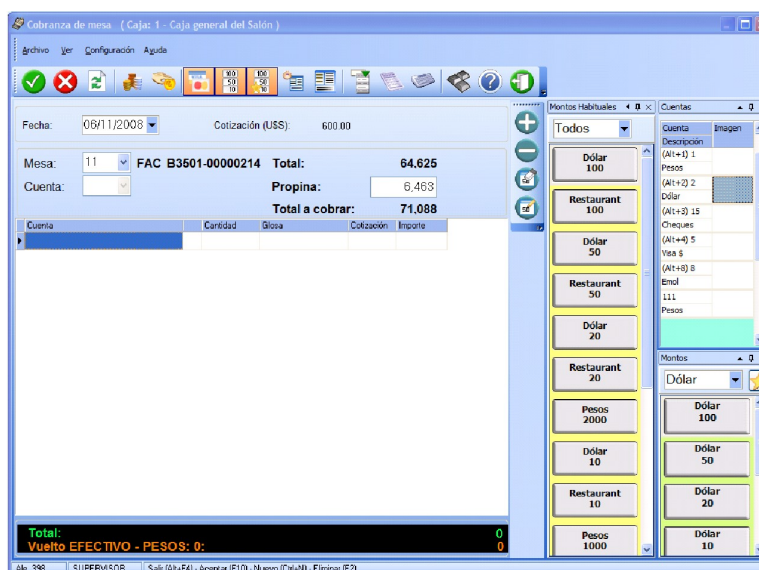 Cobranza de mesa   ( Caja: 1 - Caja general del Salón )
Archivo Ver Configuración Ayuda
Fecha: 06/11/2008 Cotización (U$S): 600.00
Mesa: 11 FAC B3501-00000214 Total: 64.625
Cuenta: Propina: 6,463
Total a cobrar: 71,088
Cuenta Cantidad Glosa Cotización Importe
Total: 0
Vuelto EFECTIVO - PESOS: 0: 0
Montos Habituales
Todos
Dólar
100
Restaurant
100
Dólar
50
Restaurant
50
Dólar
20
Restaurant
20
Pesos
2000
Dólar
10
Restaurant
10
Pesos
1000
Cuentas
Cuenta Imagen
Descripción
(Alt+1) 1
Pesos
(Alt+2) 2
Dólar
(Alt+3) 15
Cheques
(Alt+4) 5
Visa $
(Alt+8) 8
Emol
111
Pesos
Montos
Dólar
Dólar
100
Dólar
50
Dólar
20
Dólar
10
Ale_398 SUPERVISOR Salir (Alt+F4) - Aceptar (F10) - Nuevo (Ctrl+N) - Eliminar (F2)